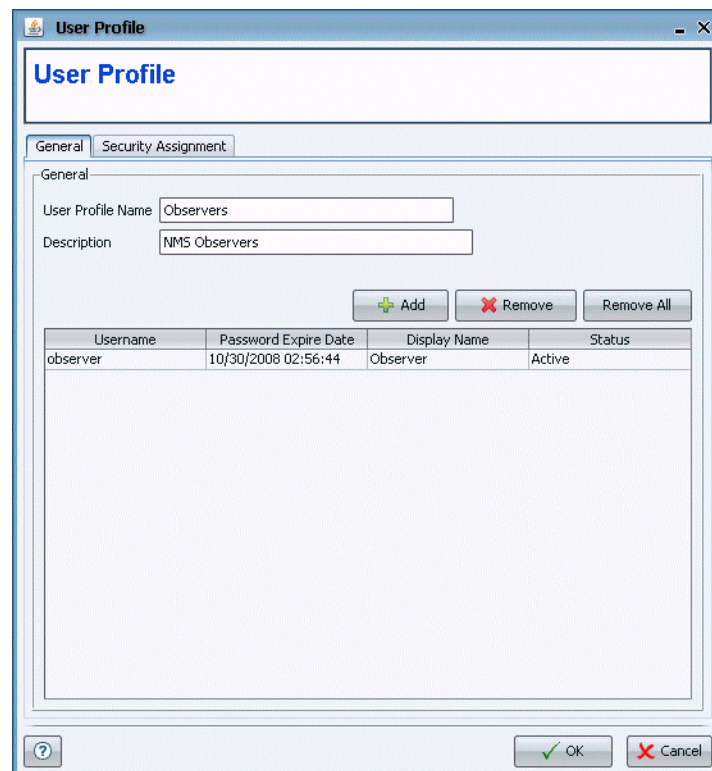 User Profile
User Profile
General Security Assignment
General
User Profile Name Observers
Description NMS Observers
Add Remove Remove All
Username Password Expire Date Display Name Status
observer 10/30/2008 02:56:44 Observer Active
? OK Cancel